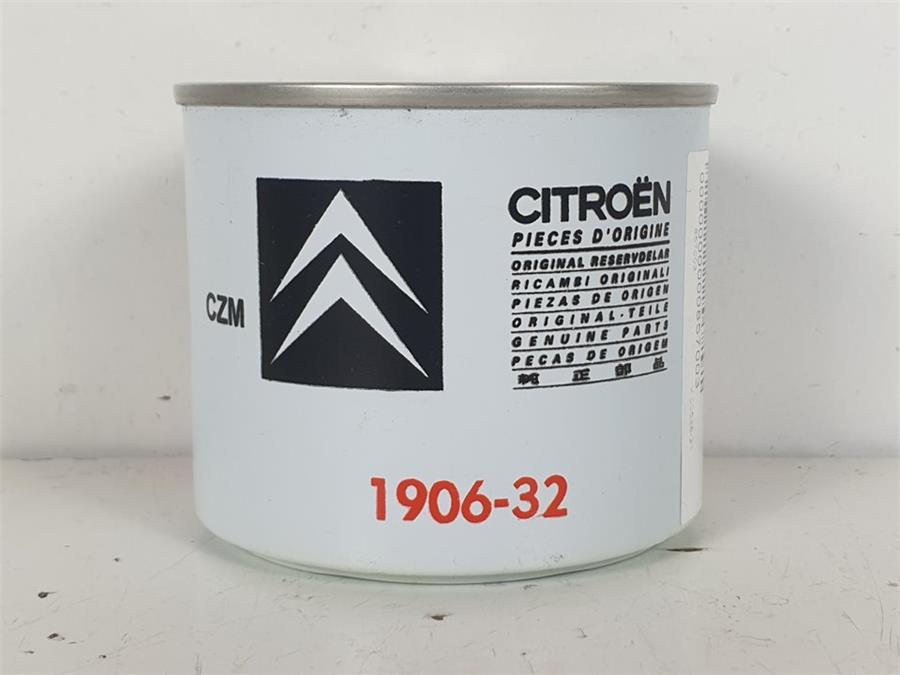 CZM
CITROËN
PIECES D'ORIGINE
ORIGINAL RESERVDELAR
RICAMBI ORIGINALI
PIEZAS DE ORIGEN
ORIGINAL-TEILE
GENUINE PARTS
PECAS DE ORIGEM
純正部品
1906-32